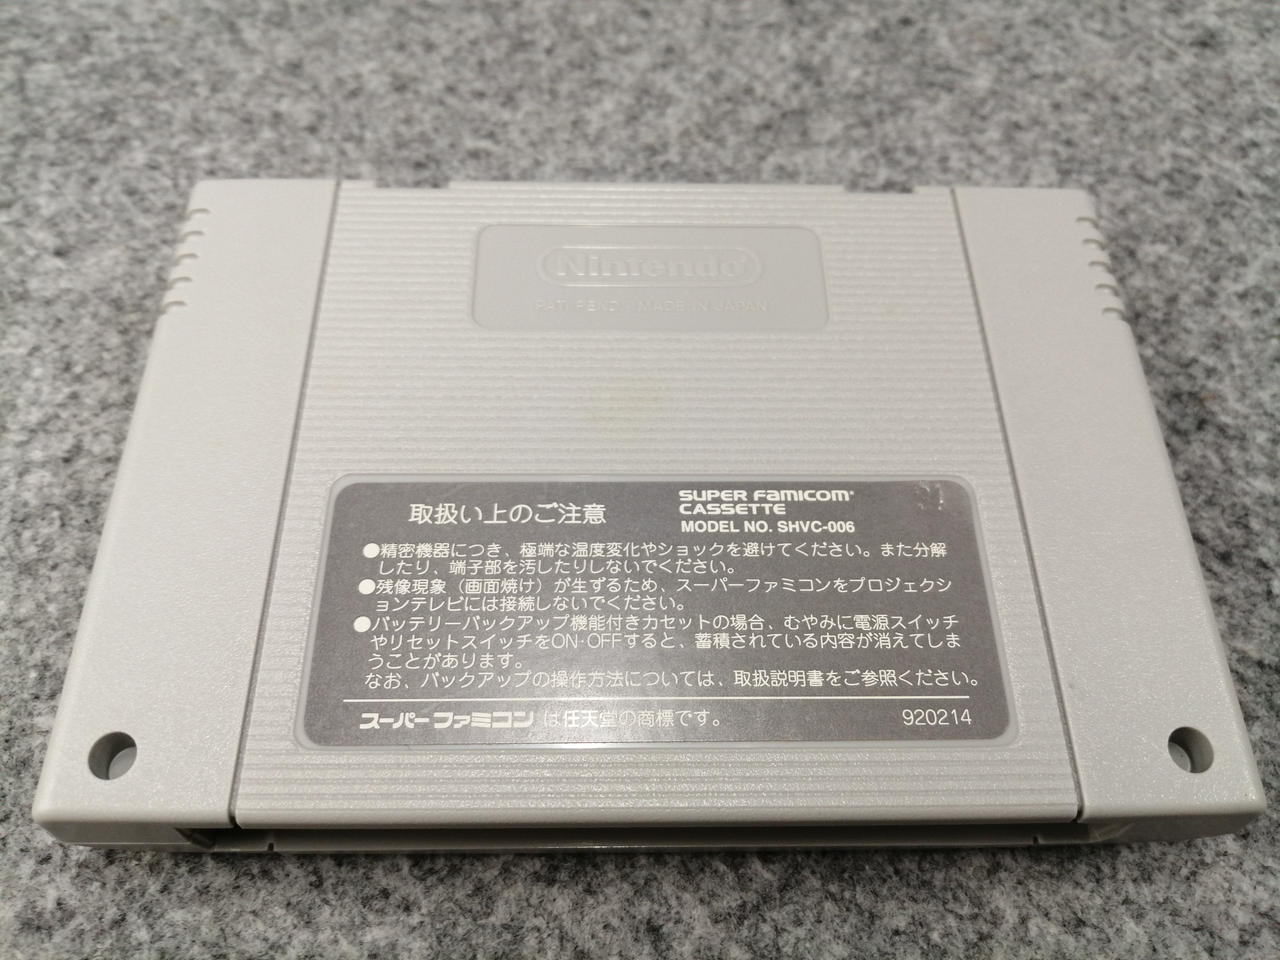 Nintendo
PAT. PEND. MADE IN JAPAN
取扱い上のご注意
SUPER FAMICOM
CASSETTE
MODEL NO. SHVC-006
●精密機器につき、極端な温度変化やショックを避けてください。また分解
したり、端子部を汚したりしないでください。
●残像現象（画面焼け）が生ずるため、スーパーファミコンをプロジェクシ
ョンテレビには接続しないでください。
●バッテリーバックアップ機能付きカセットの場合、むやみに電源スイッチ
やリセットスイッチをON・OFFすると、蓄積されている内容が消えてしま
うことがあります。
なお、バックアップの操作方法については、取扱説明書をご参照ください。
スーパーファミコンは任天堂の商標です。
920214